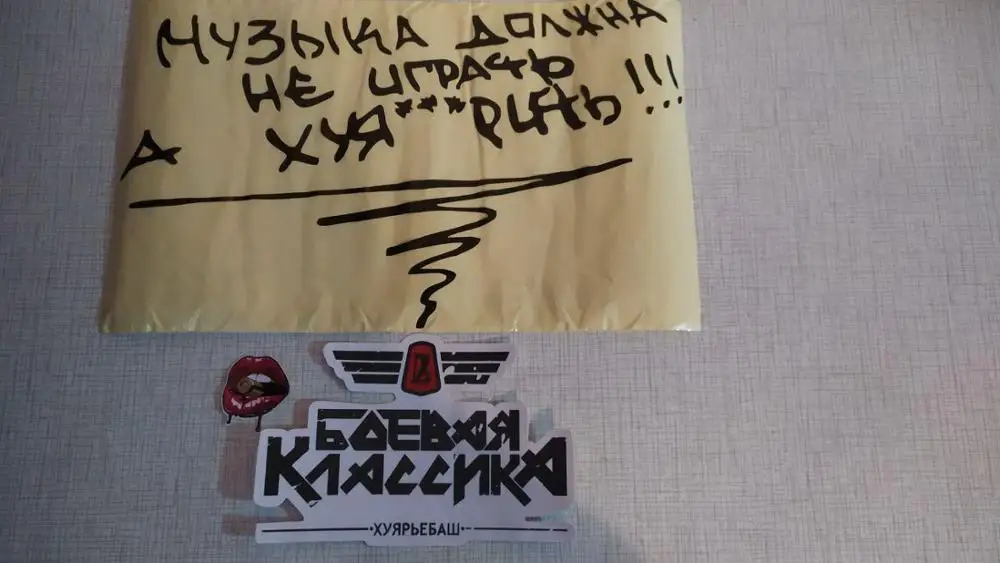 МУЗЫКА ДОЛЖНА
НЕ ИГРАТЬ
А ХУЯ***РИТЬ!!!
БОЕВАЯ
КЛАССИКА
·ХУЯРЬЕБАШ·